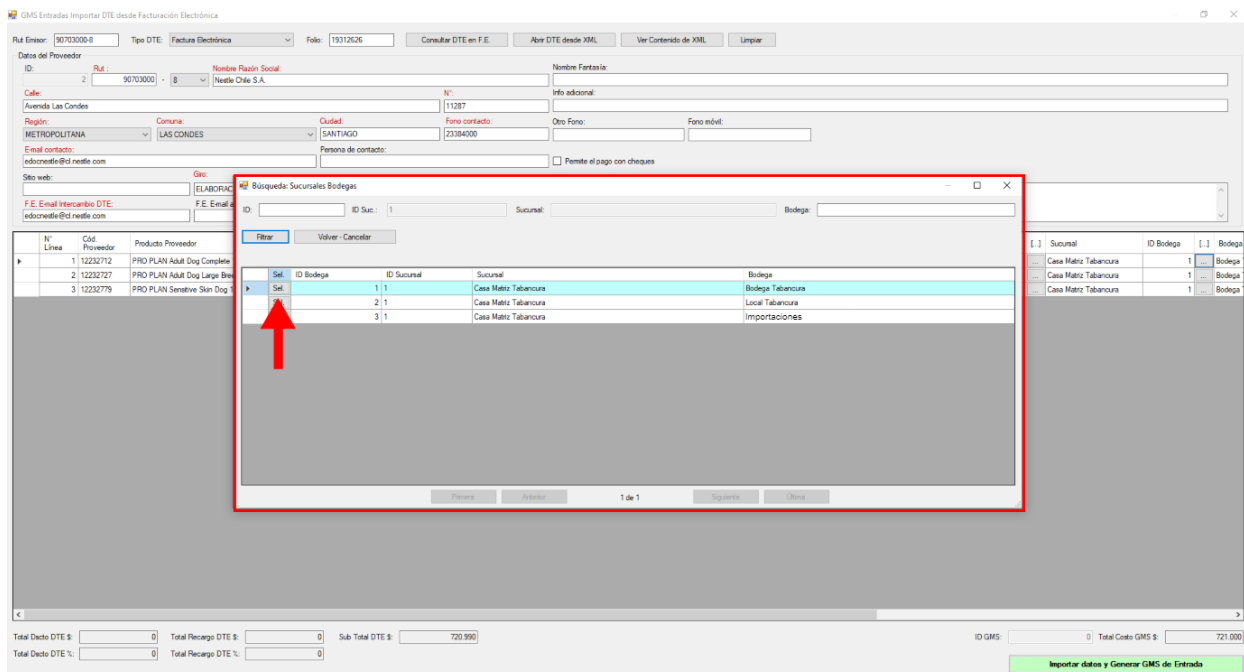 GMS Entradas Importar DTE desde Facturación Electrónica
Rut Emisor: 90703000-8 Tipo DTE: Factura Electrónica Folio: 19312626 Consultar DTE en F.E. Abrir DTE desde XML Ver Contenido de XML Limpiar
Datos del Proveedor
ID: Rut : Nombre Razón Social: Nombre Fantasía:
2 90703000 - 8 Nestle Chile S.A.
Calle: N°: Info adicional:
Avenida Las Condes 11287
Región: Comuna: Ciudad: Fono contacto: Otro Fono: Fono móvil:
METROPOLITANA LAS CONDES SANTIAGO 23384000
E-mail contacto: Persona de contacto:
edocnestle@cl.nestle.com Permite el pago con cheques
Sitio web: Giro:
ELABORAC
F.E. E-mail Intercambio DTE: F.E. E-mail a
edocnestle@cl.nestle.com
Búsqueda: Sucursales Bodegas
ID: ID Suc.: 1 Sucursal: Bodega:
Filtrar Volver - Cancelar
Sel. ID Bodega ID Sucursal Sucursal Bodega
Sel. 1 1 Casa Matriz Tabancura Bodega Tabancura
2 1 Casa Matriz Tabancura Local Tabancura
3 1 Casa Matriz Tabancura Importaciones
Primera Anterior 1 de 1 Siguiente Última
N° Línea Cód. Proveedor Producto Proveedor [...] Sucursal ID Bodega [...] Bodega
1 12232712 PRO PLAN Adult Dog Complete ... Casa Matriz Tabancura 1 ... Bodega T
2 12232727 PRO PLAN Adult Dog Large Bree ... Casa Matriz Tabancura 1 ... Bodega T
3 12232779 PRO PLAN Sensitive Skin Dog 1 ... Casa Matriz Tabancura 1 ... Bodega T
Total Dscto DTE $: 0 Total Recargo DTE $: 0 Sub Total DTE $: 720.990 ID GMS: 0 Total Costo GMS $: 721.000
Total Dscto DTE %: 0 Total Recargo DTE %: 0
Importar datos y Generar GMS de Entrada